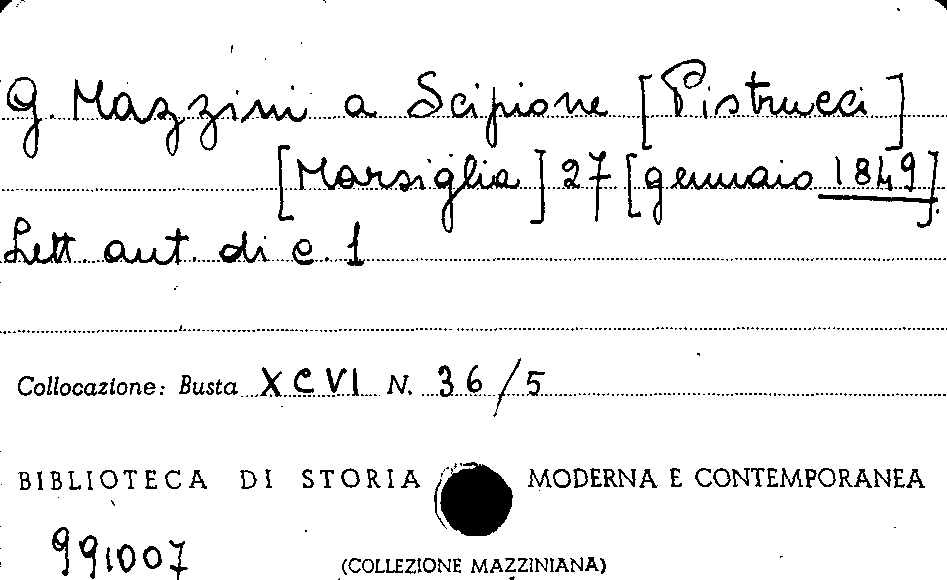 G. Mazzini a Scipione [Pistrucci]
[Marsiglia] 27 [gennaio 1849].
Lett. aut. di c. 1
Collocazione: Busta XCVI N. 36/5
BIBLIOTECA DI STORIA MODERNA E CONTEMPORANEA
991007
(COLLEZIONE MAZZINIANA)